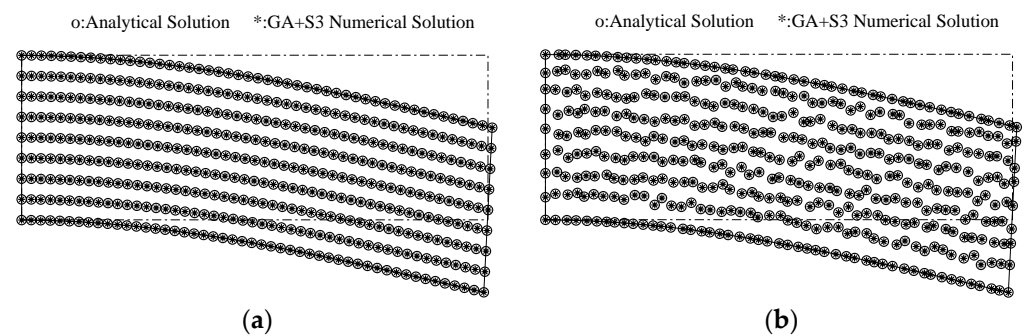 o:Analytical Solution *:GA+S3 Numerical Solution
o:Analytical Solution *:GA+S3 Numerical Solution
(a)
(b)